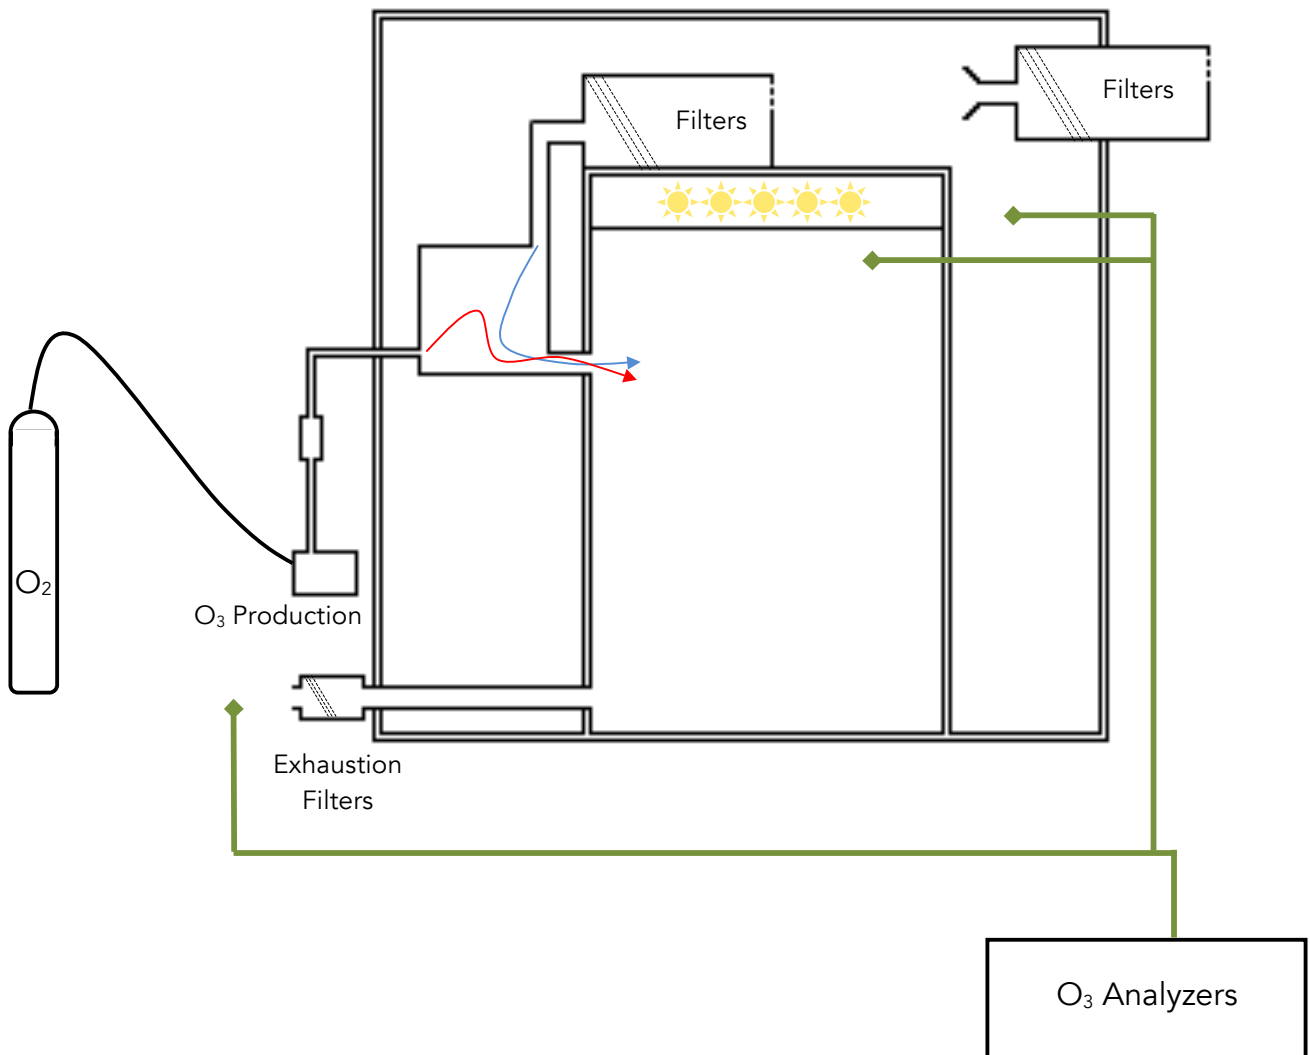 Filters
Filters
O₂
O₃ Production
Exhaustion
Filters
O₃ Analyzers